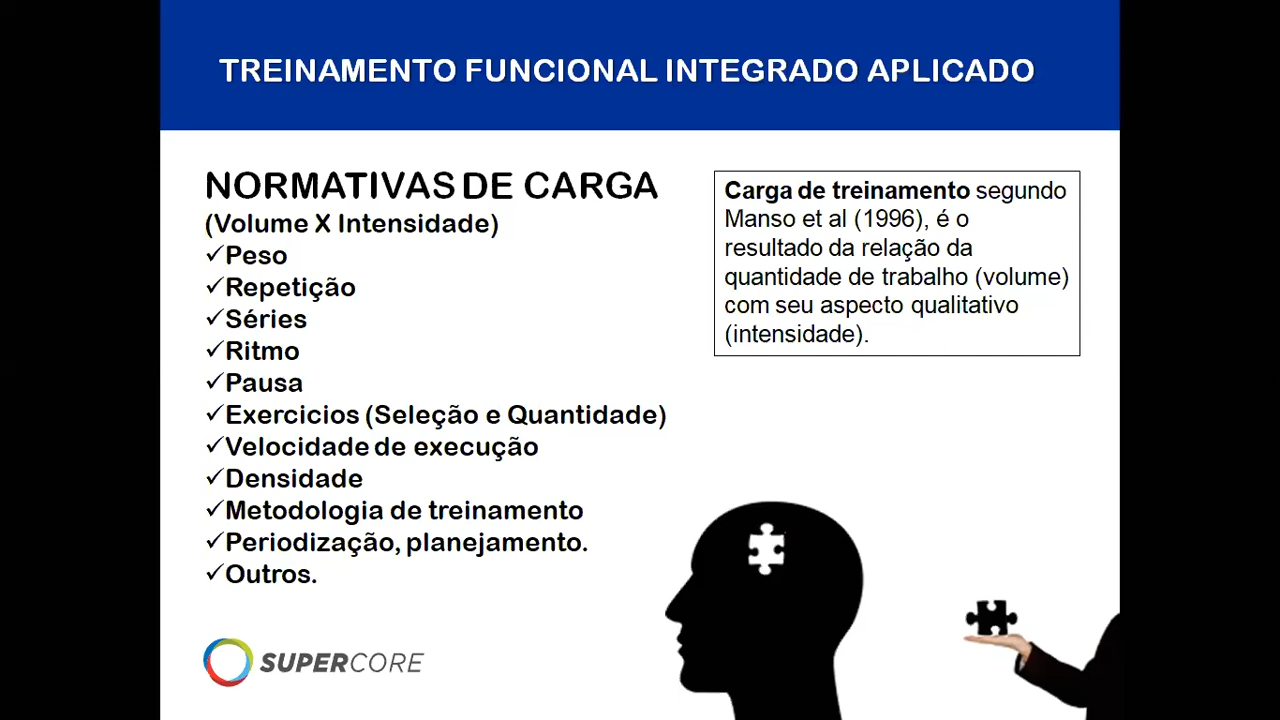 TREINAMENTO FUNCIONAL INTEGRADO APLICADO
NORMATIVAS DE CARGA
(Volume X Intensidade)
✓Peso
✓Repetição
✓Séries
✓Ritmo
✓Pausa
✓Exercicios (Seleção e Quantidade)
✓Velocidade de execução
✓Densidade
✓Metodologia de treinamento
✓Periodização, planejamento.
✓Outros.
Carga de treinamento segundo
Manso et al (1996), é o
resultado da relação da
quantidade de trabalho (volume)
com seu aspecto qualitativo
(intensidade).
SUPERCORE